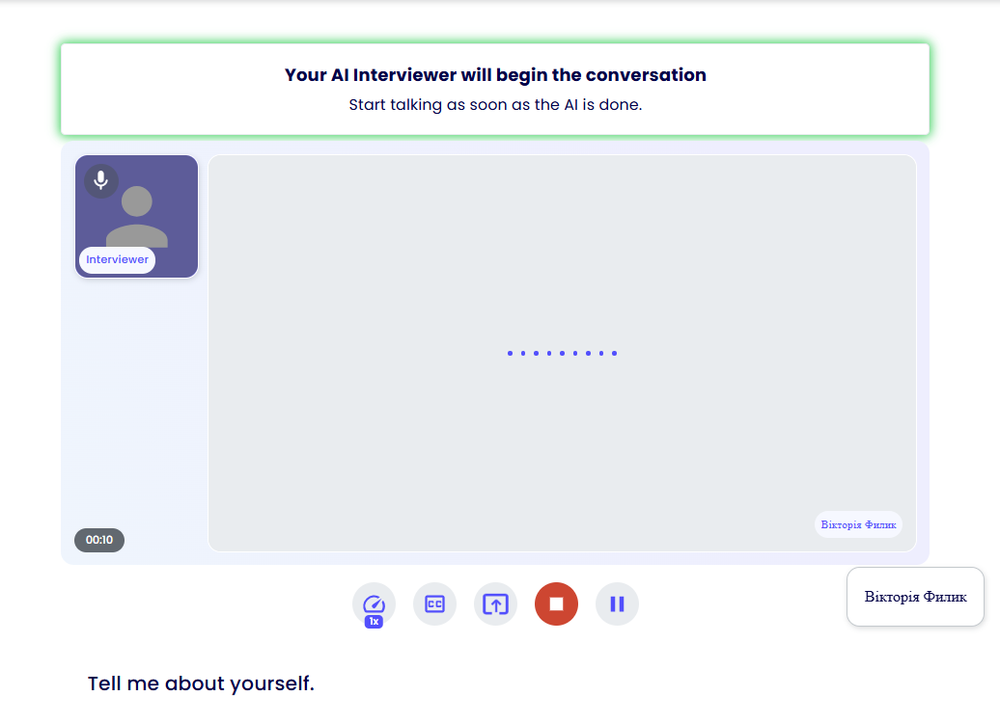 Your AI Interviewer will begin the conversation
Start talking as soon as the AI is done.
Interviewer
Вікторія Филик
00:10
1x
CC
Вікторія Филик
Tell me about yourself.